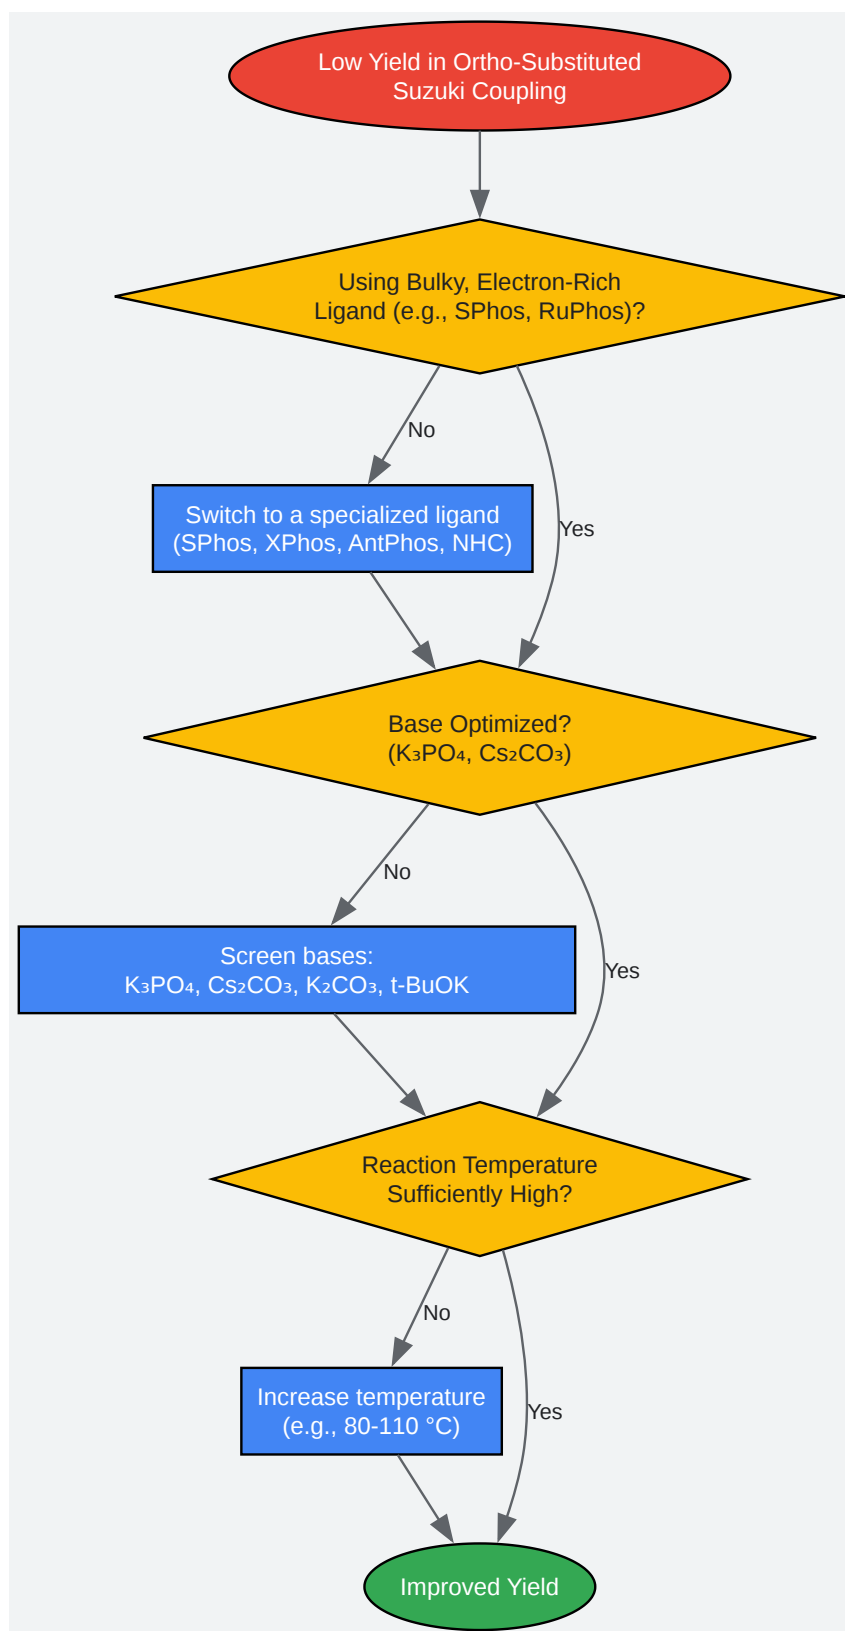 Low Yield in Ortho-Substituted
Suzuki Coupling
Using Bulky, Electron-Rich
Ligand (e.g., SPhos, RuPhos)?
No
Switch to a specialized ligand
(SPhos, XPhos, AntPhos, NHC)
Yes
Base Optimized?
(K₃PO₄, Cs₂CO₃)
No
Screen bases:
K₃PO₄, Cs₂CO₃, K₂CO₃, t-BuOK
Yes
Reaction Temperature
Sufficiently High?
No
Increase temperature
(e.g., 80-110 °C)
Yes
Improved Yield